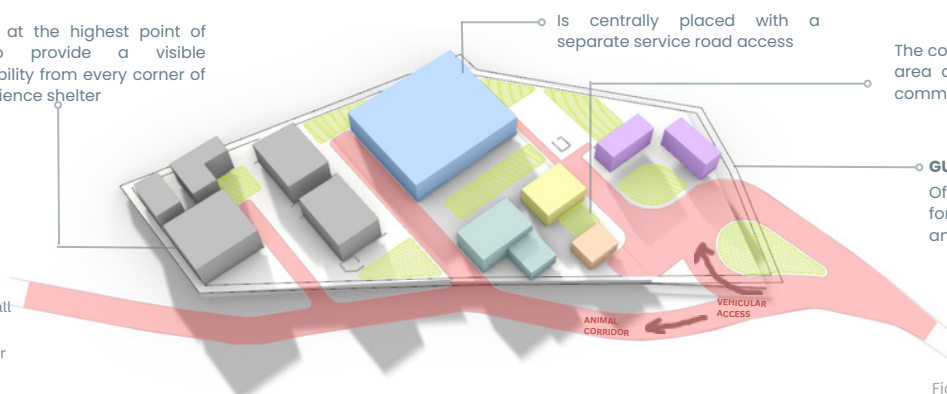 at the highest point of
provide a visible
bility from every corner of
ience shelter
Is centrally placed with a
separate service road access
The co
area
comm
GU
Of
fo
an
all
r
VEHICULAR
ACCESS
ANIMAL
CORRIDOR
Fi